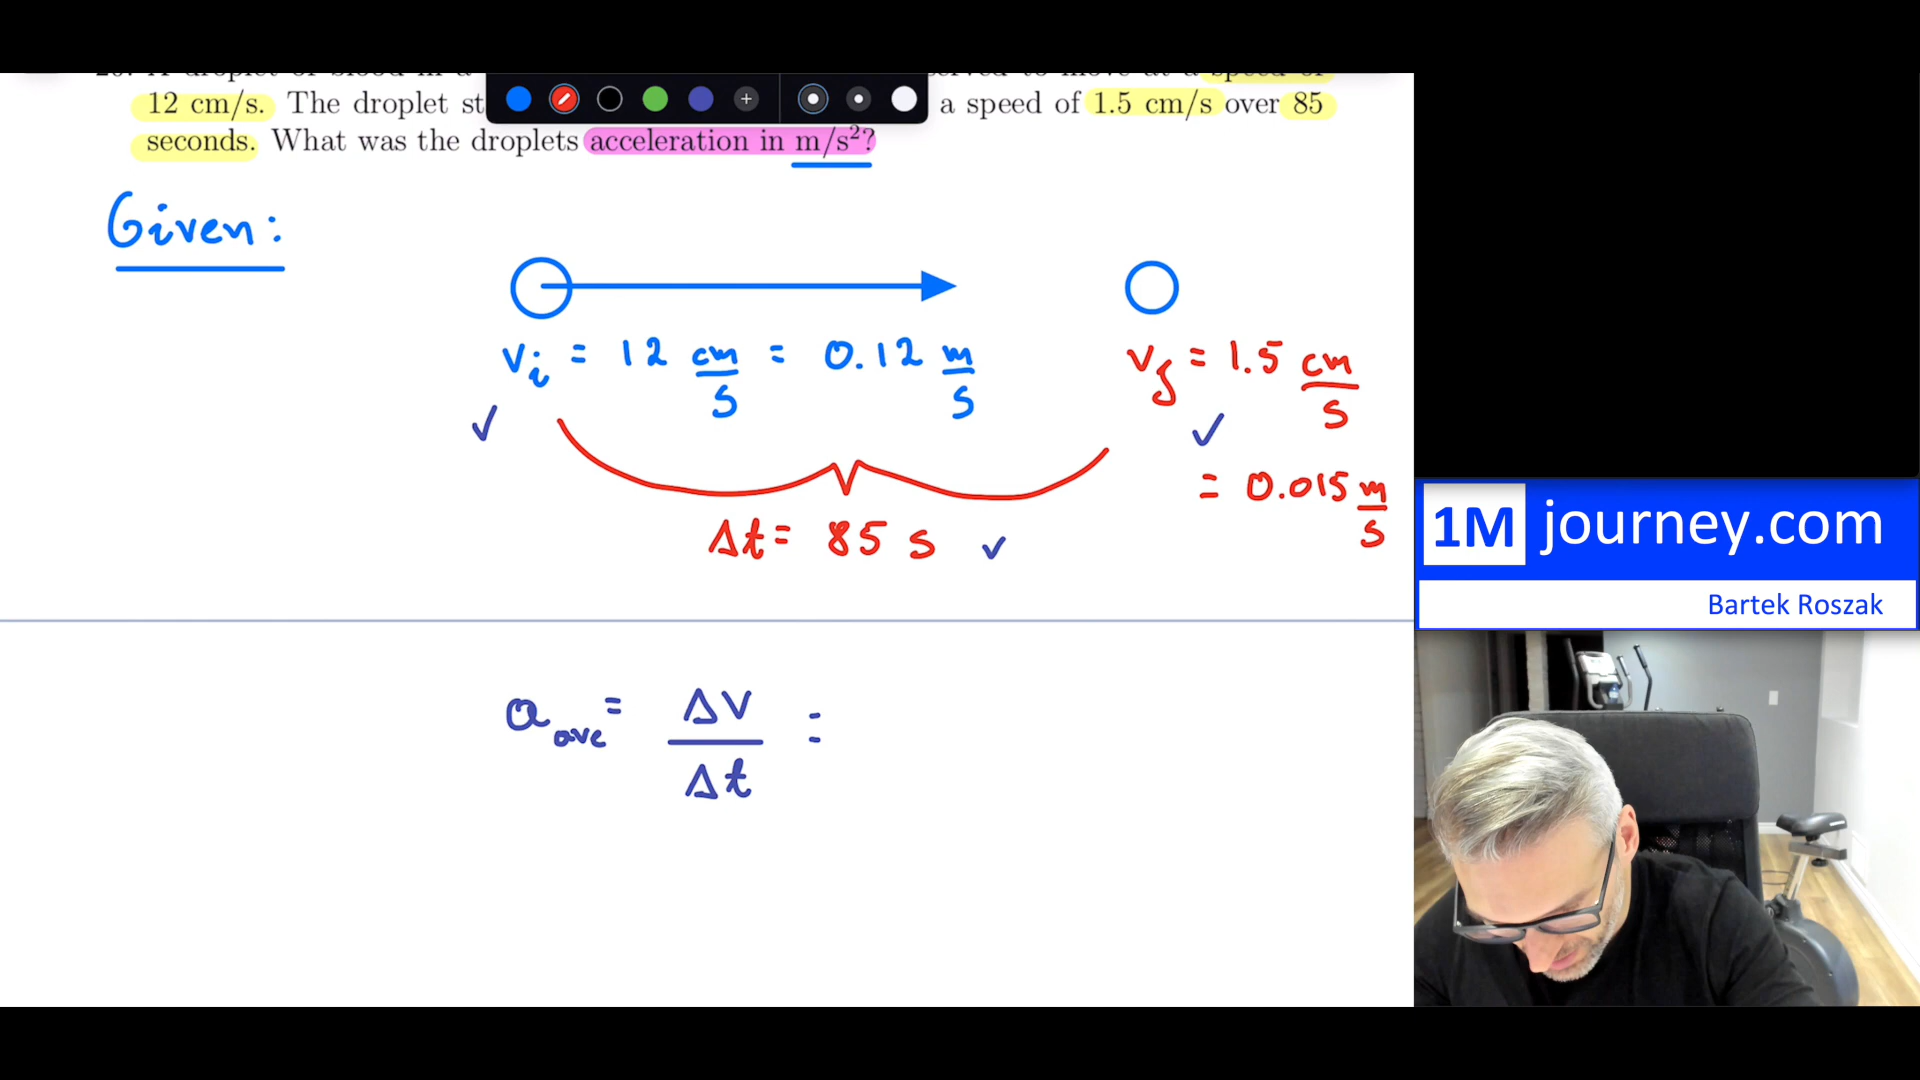 12 cm/s. The droplet st a speed of 1.5 cm/s over 85
seconds. What was the droplets acceleration in m/s²?
Given:
vi = 12 cm/s = 0.12 m/s
vf = 1.5 cm/s
= 0.015 m/s
Δt = 85 s
a ave = Δv/Δt =
1M journey.com
Bartek Roszak